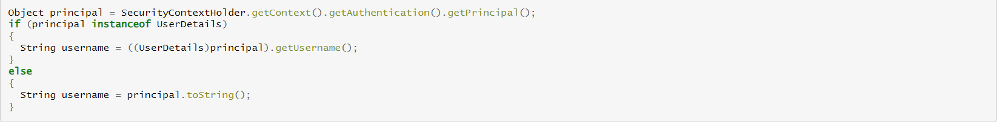 Object principal = SecurityContextHolder.getContext().getAuthentication().getPrincipal();
if (principal instanceof UserDetails)
{
  String username = ((UserDetails)principal).getUsername();
}
else
{
  String username = principal.toString();
}